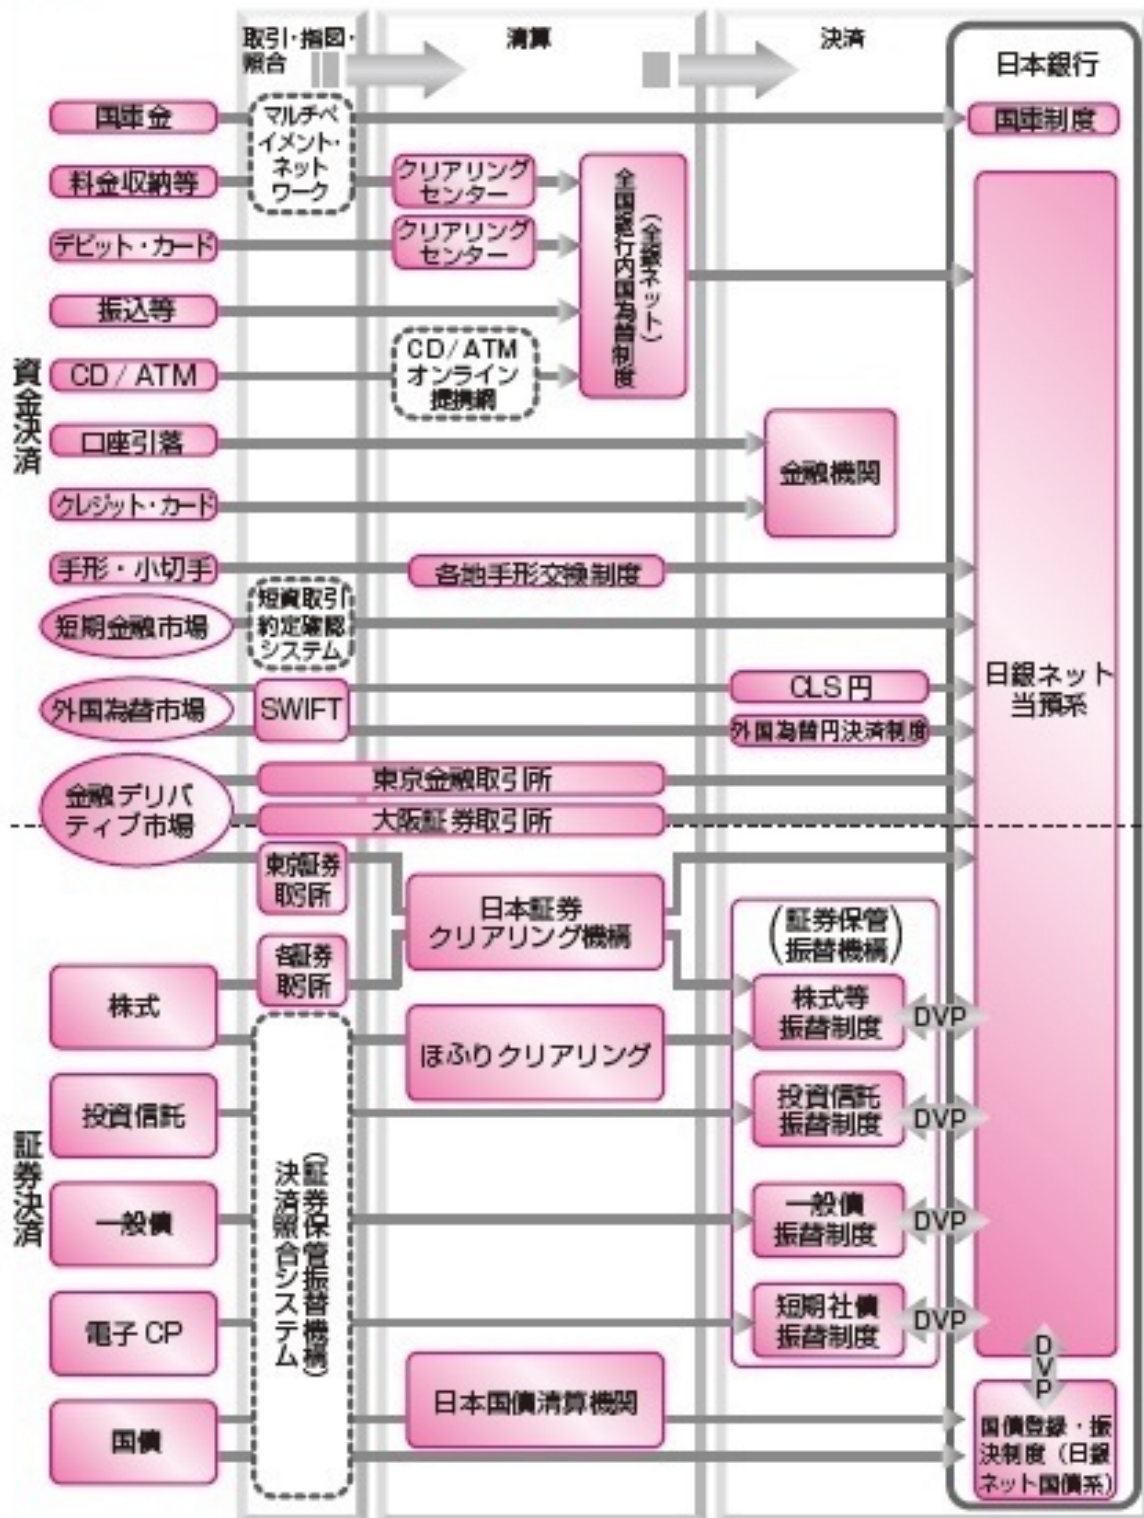 取引・指図・
照合
清算
決済
日本銀行
資金決済
国庫金
マルチペ
イメント・
ネット
ワーク
国庫制度
料金収納等
クリアリング
センター
全国銀行内国為替制度
(全銀ネット)
デビット・カード
クリアリング
センター
振込等
CD/ATM
CD/ATM
オンライン
提携網
口座引落
金融機関
クレジット・カード
手形・小切手
各地手形交換制度
短期金融市場
短資取引
約定確認
システム
日銀ネット
当預系
外国為替市場
SWIFT
CLS円
外国為替円決済制度
金融デリバ
ティブ市場
東京金融取引所
大阪証券取引所
東京証券
取引所
日本証券
クリアリング機構
証券決済
株式
各証券
取引所
(証券保管
振替機構)
株式等
振替制度
DVP
ほふりクリアリング
決済照合システム
(証券保管振替機構)
投資信託
投資信託
振替制度
DVP
一般債
一般債
振替制度
DVP
電子CP
短期社債
振替制度
DVP
DVP
国債
日本国債清算機関
国債登録・振
決制度(日銀
ネット国債系)